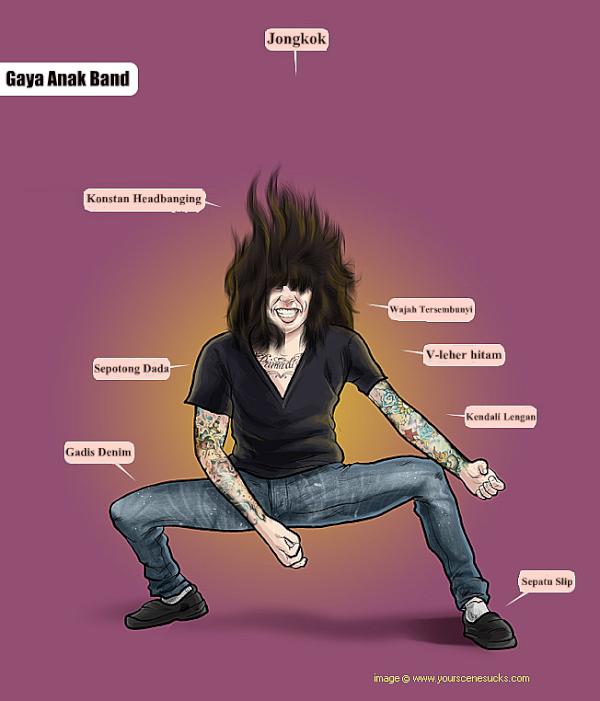 Jongkok
Gaya Anak Band
Konstan Headbanging
Wajah Tersembunyi
V-leher hitam
Sepotong Dada
Kendali Lengan
Gadis Denim
Sepatu Slip
image © www.yourscenesucks.com